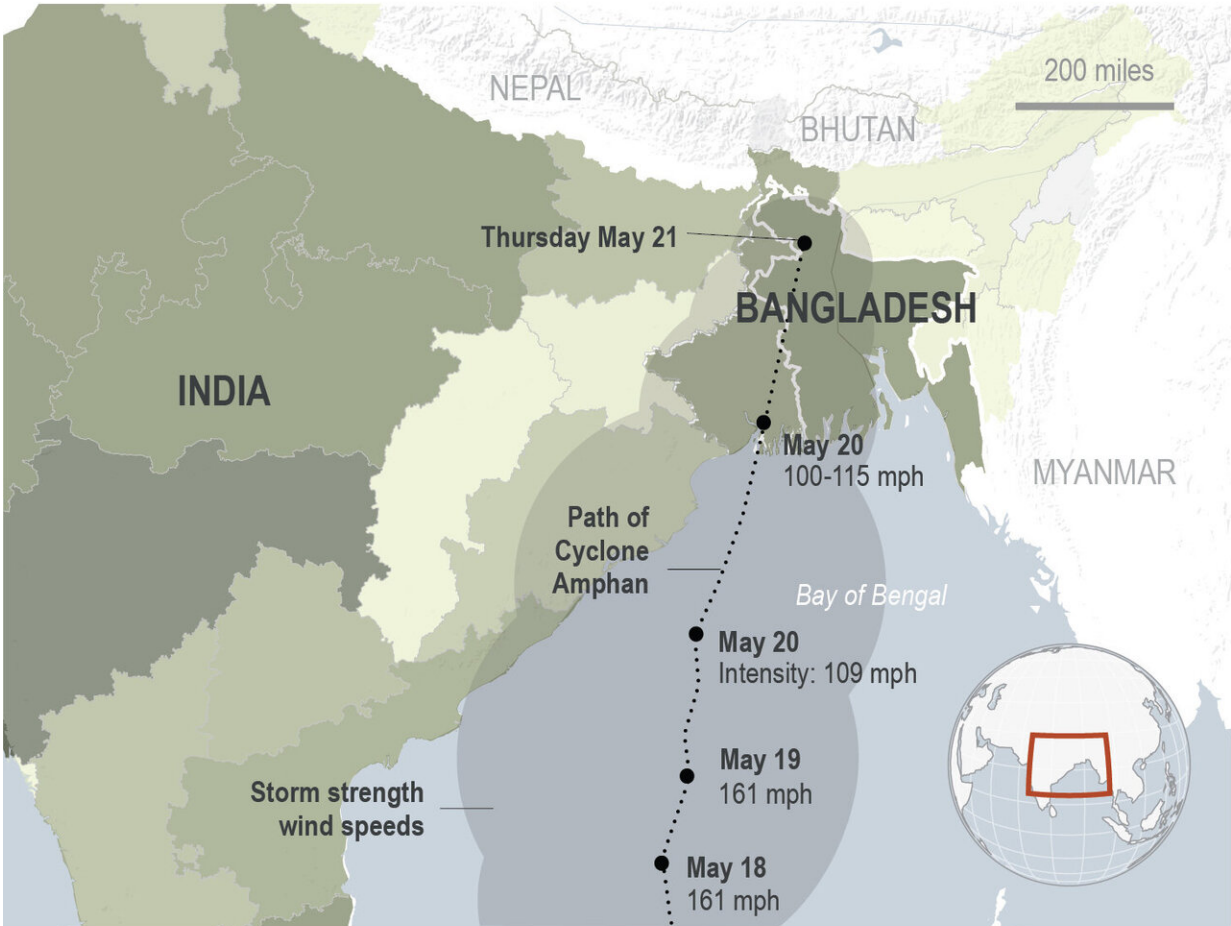 NEPAL
200 miles
BHUTAN
Thursday May 21
BANGLADESH
INDIA
May 20
100-115 mph
MYANMAR
Path of
Cyclone
Amphan
Bay of Bengal
May 20
Intensity: 109 mph
May 19
161 mph
Storm strength
wind speeds
May 18
161 mph